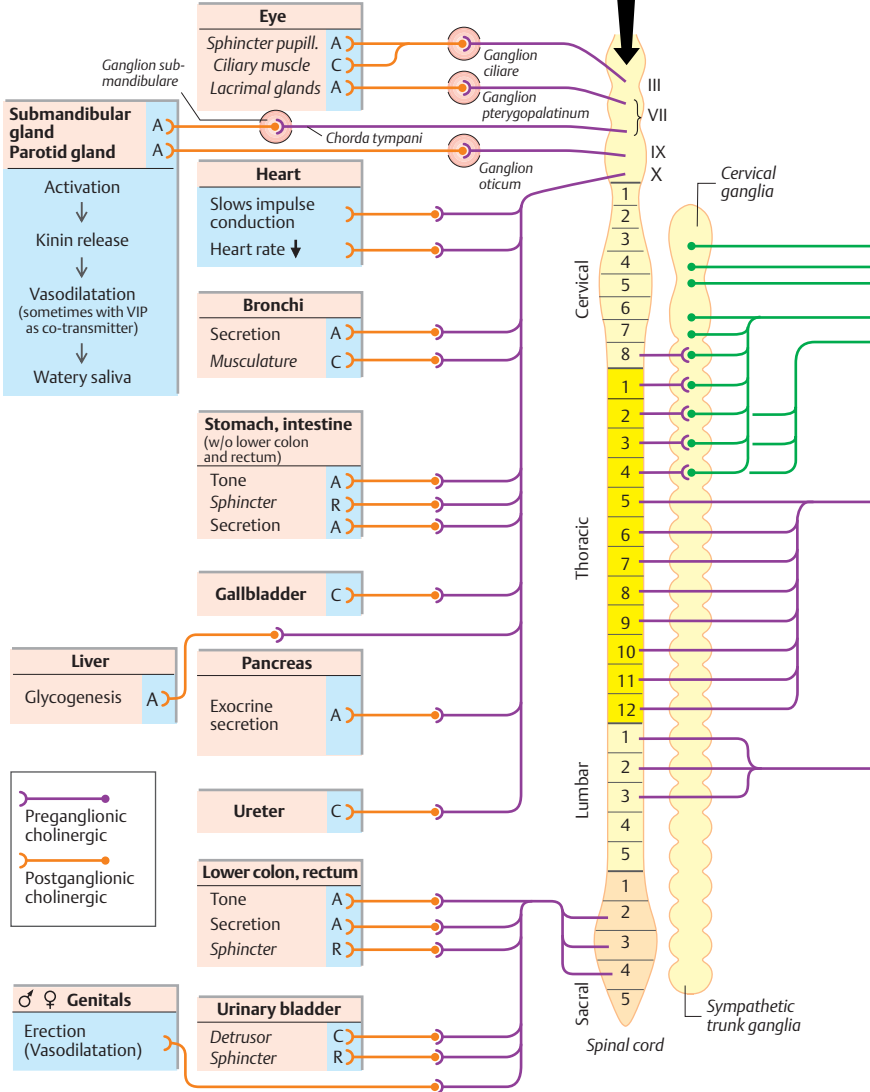 Eye
Sphincter pupill. A
Ciliary muscle C
Lacrimal glands A
Ganglion sub-
mandibulare
Ganglion
ciliare
Ganglion
pterygopalatinum
III
VII
Submandibular
gland A
Parotid gland A
Chorda tympani
Ganglion
oticum
IX
X
Activation
Kinin release
Vasodilatation
(sometimes with VIP
as co-transmitter)
Watery saliva
Heart
Slows impulse
conduction
Heart rate
Bronchi
Secretion A
Musculature C
Stomach, intestine
(w/o lower colon
and rectum)
Tone A
Sphincter R
Secretion A
Gallbladder C
Liver
Glycogenesis A
Pancreas
Exocrine
secretion A
Ureter C
Preganglionic
cholinergic
Postganglionic
cholinergic
Lower colon, rectum
Tone A
Secretion A
Sphincter R
♂ ♀ Genitals
Erection
(Vasodilatation)
Urinary bladder
Detrusor C
Sphincter R
Cervical
ganglia
Cervical
1
2
3
4
5
6
7
8
Thoracic
1
2
3
4
5
6
7
8
9
10
11
12
Lumbar
1
2
3
4
5
Sacral
1
2
3
4
5
Spinal cord
Sympathetic
trunk ganglia